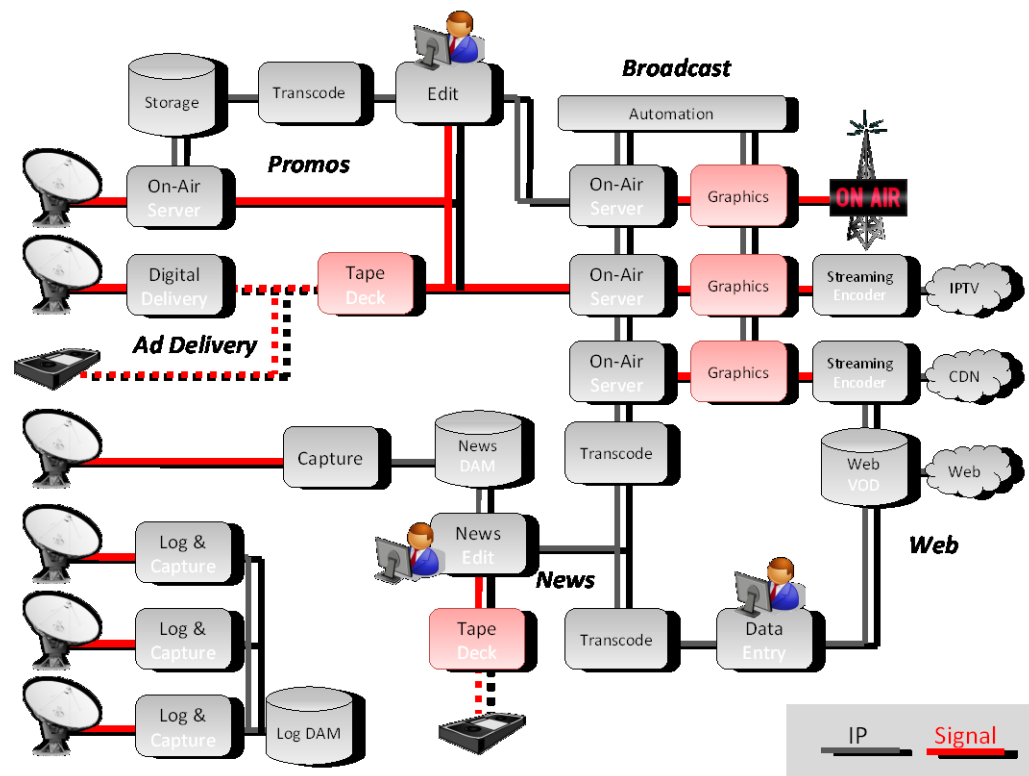 Broadcast
Storage
Transcode
Edit
Automation
Promos
On-Air
Server
On-Air
Server
Graphics
ON AIR
Digital
Delivery
Tape
Deck
On-Air
Server
Graphics
Streaming
Encoder
IPTV
Ad Delivery
On-Air
Server
Graphics
Streaming
Encoder
CDN
Capture
News
DAM
Transcode
Web
VOD
Web
Log &
Capture
News
Edit
News
Web
Log &
Capture
Tape
Deck
Transcode
Data
Entry
Log &
Capture
Log DAM
IP
Signal